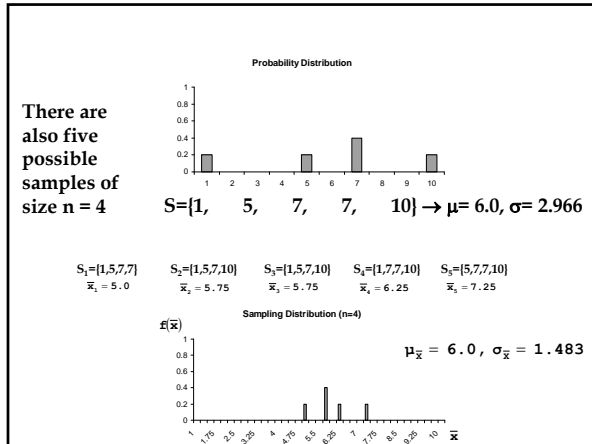 Probability Distribution
There are
also five
possible
samples of
size n = 4
1
0.8
0.6
0.4
0.2
0
1 2 3 4 5 6 7 8 9 10
S={1, 5, 7, 7, 10} → μ= 6.0, σ= 2.966
S₁={1,5,7,7} S₂={1,5,7,10} S₃={1,5,7,10} S₄={1,7,7,10} S₅={5,7,7,10}
x̄₁ = 5.0 x̄₂ = 5.75 x̄₃ = 5.75 x̄₄ = 6.25 x̄₅ = 7.25
Sampling Distribution (n=4)
f(x̄)
μx̄ = 6.0, σx̄ = 1.483
1
0.8
0.6
0.4
0.2
0
1 1.75 2.5 3.25 4 4.75 5.5 6.25 7 7.75 8.5 9.25 10 x̄